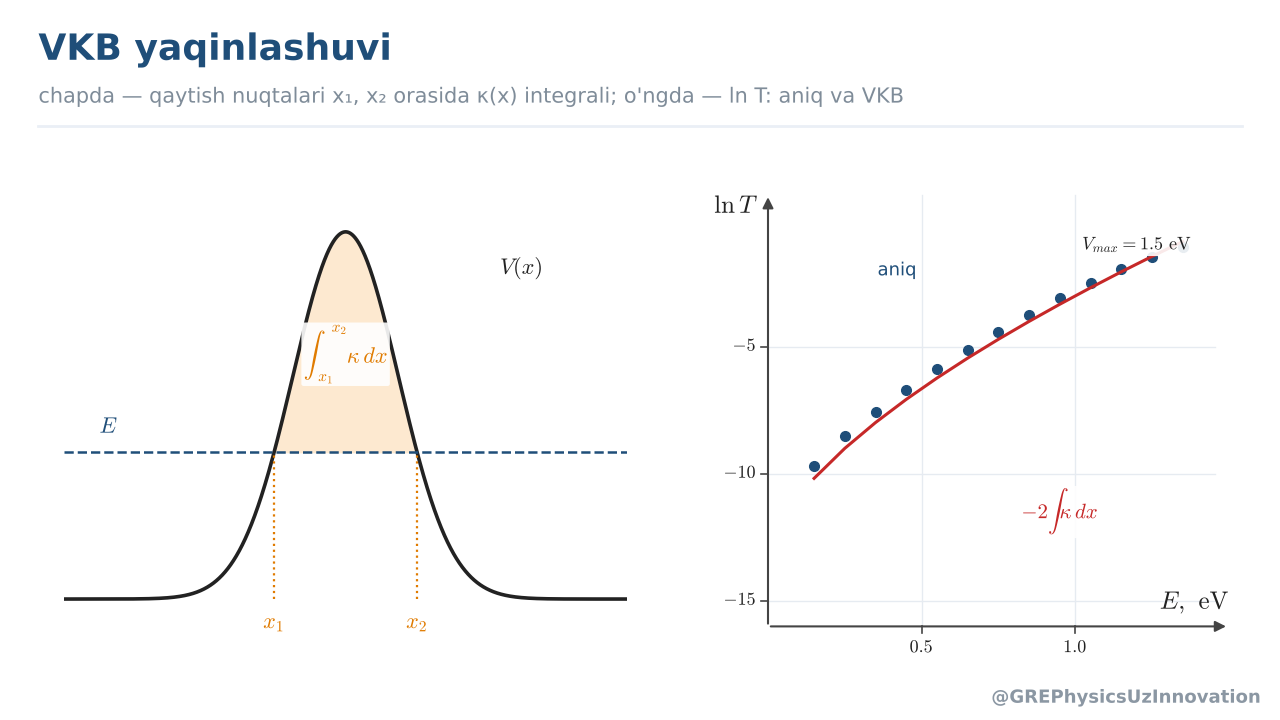 VKB yaqinlashuvi
chapda — qaytish nuqtalari x₁, x₂ orasida κ(x) integrali; o'ngda — ln T: aniq va VKB
V(x)
∫ x₂ x₁ κ dx
E
x₁ x₂
ln T
V_max = 1.5 eV
aniq
−5
−10
−2∫κ dx
−15
E, eV
0.5 1.0
@GREPhysicsUzInnovation